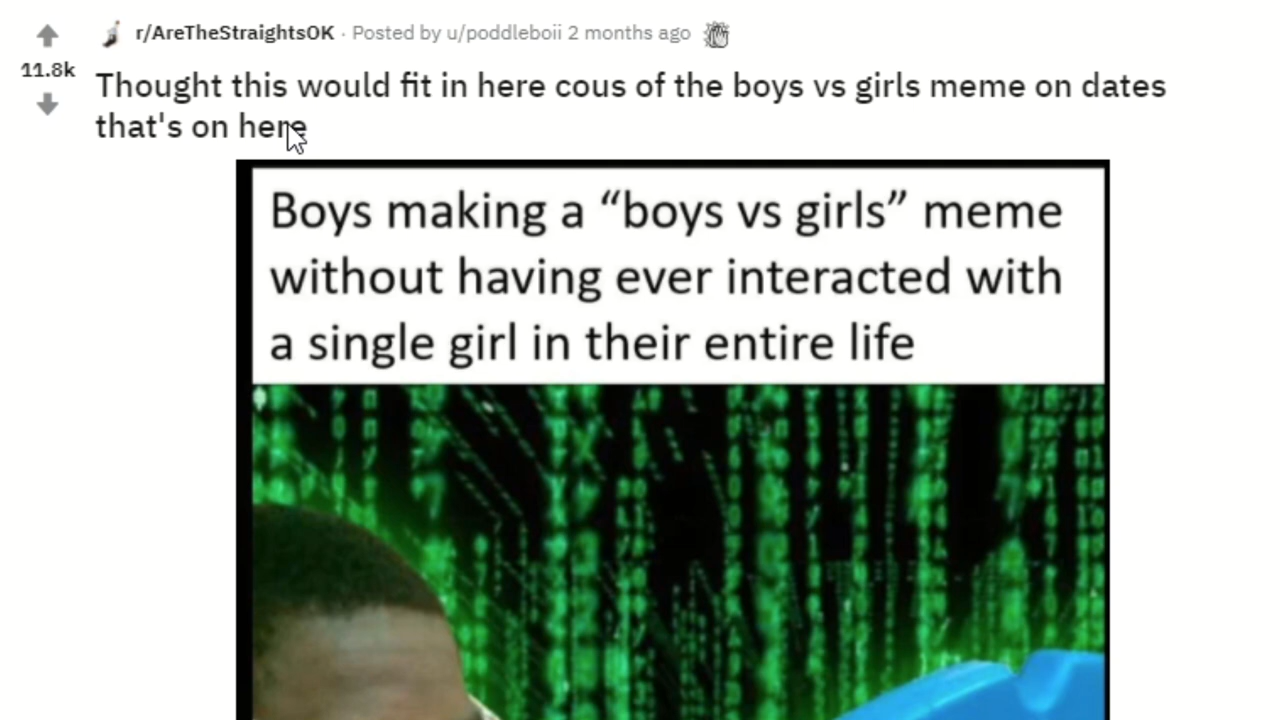 r/AreTheStraightsOK · Posted by u/poddleboii 2 months ago
11.8k
Thought this would fit in here cous of the boys vs girls meme on dates
that's on here
Boys making a “boys vs girls” meme
without having ever interacted with
a single girl in their entire life